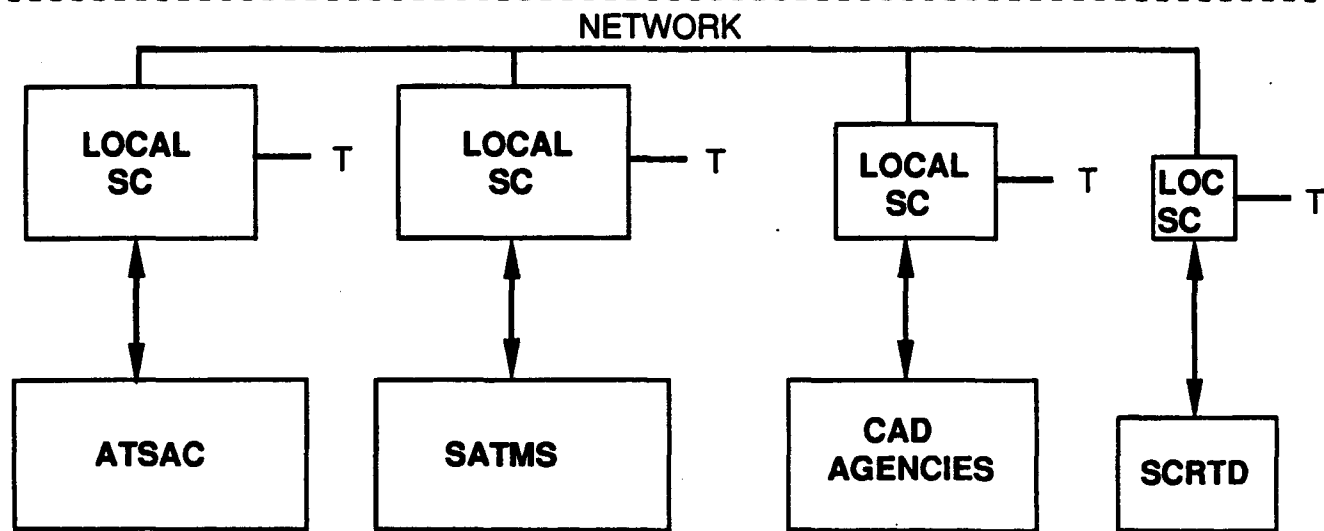 NETWORK
LOCAL
SC
T
LOCAL
SC
T
LOCAL
SC
T
LOC
SC
T
ATSAC
SATMS
CAD
AGENCIES
SCRTD